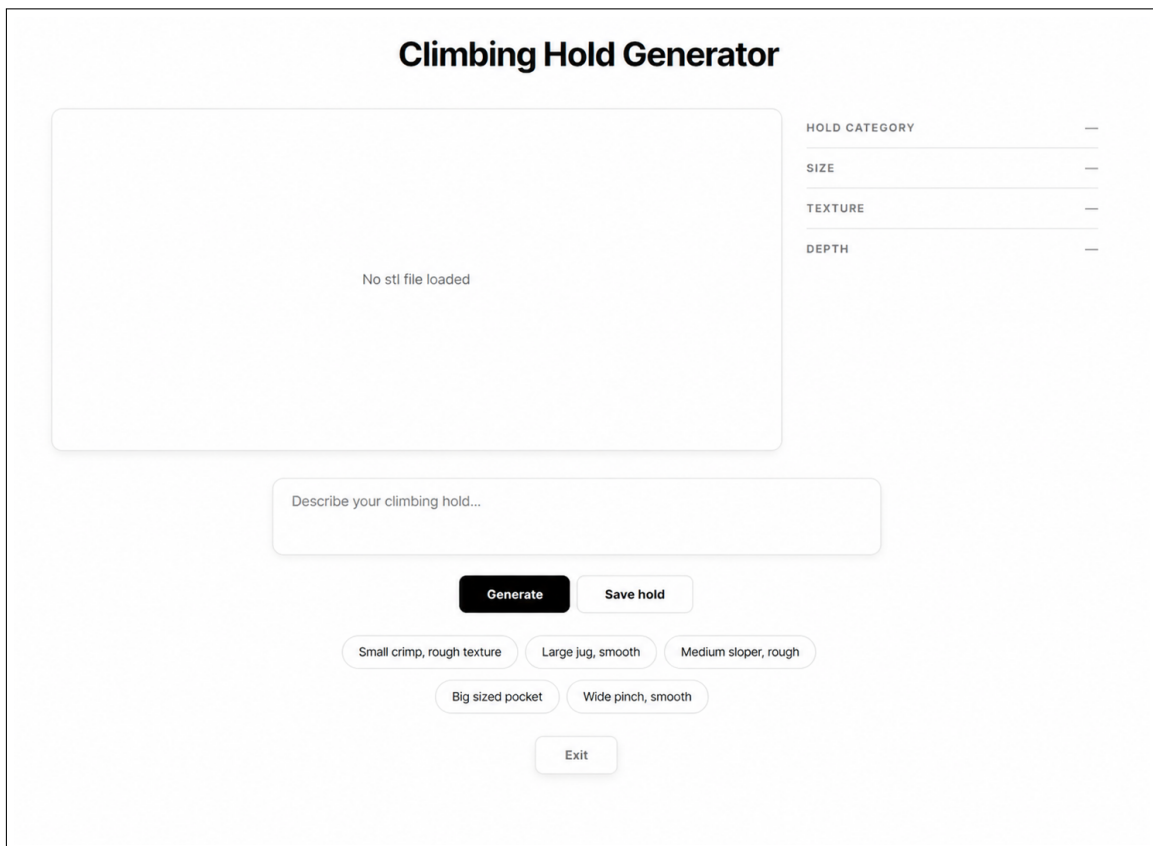 Climbing Hold Generator
No stl file loaded
HOLD CATEGORY —
SIZE —
TEXTURE —
DEPTH —
Describe your climbing hold...
Generate Save hold
Small crimp, rough texture Large jug, smooth Medium sloper, rough
Big sized pocket Wide pinch, smooth
Exit